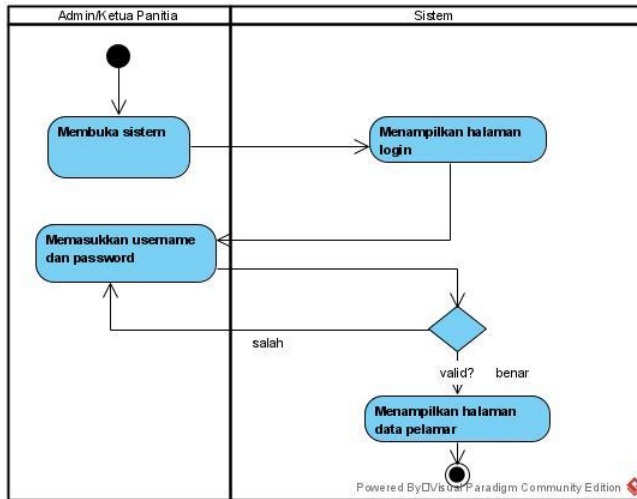 Admin/Ketua Panitia
Sistem
Membuka sistem
Menampilkan halaman
login
Memasukkan username
dan password
salah
valid?
benar
Menampilkan halaman
data pelamar
Powered By Visual Paradigm Community Edition